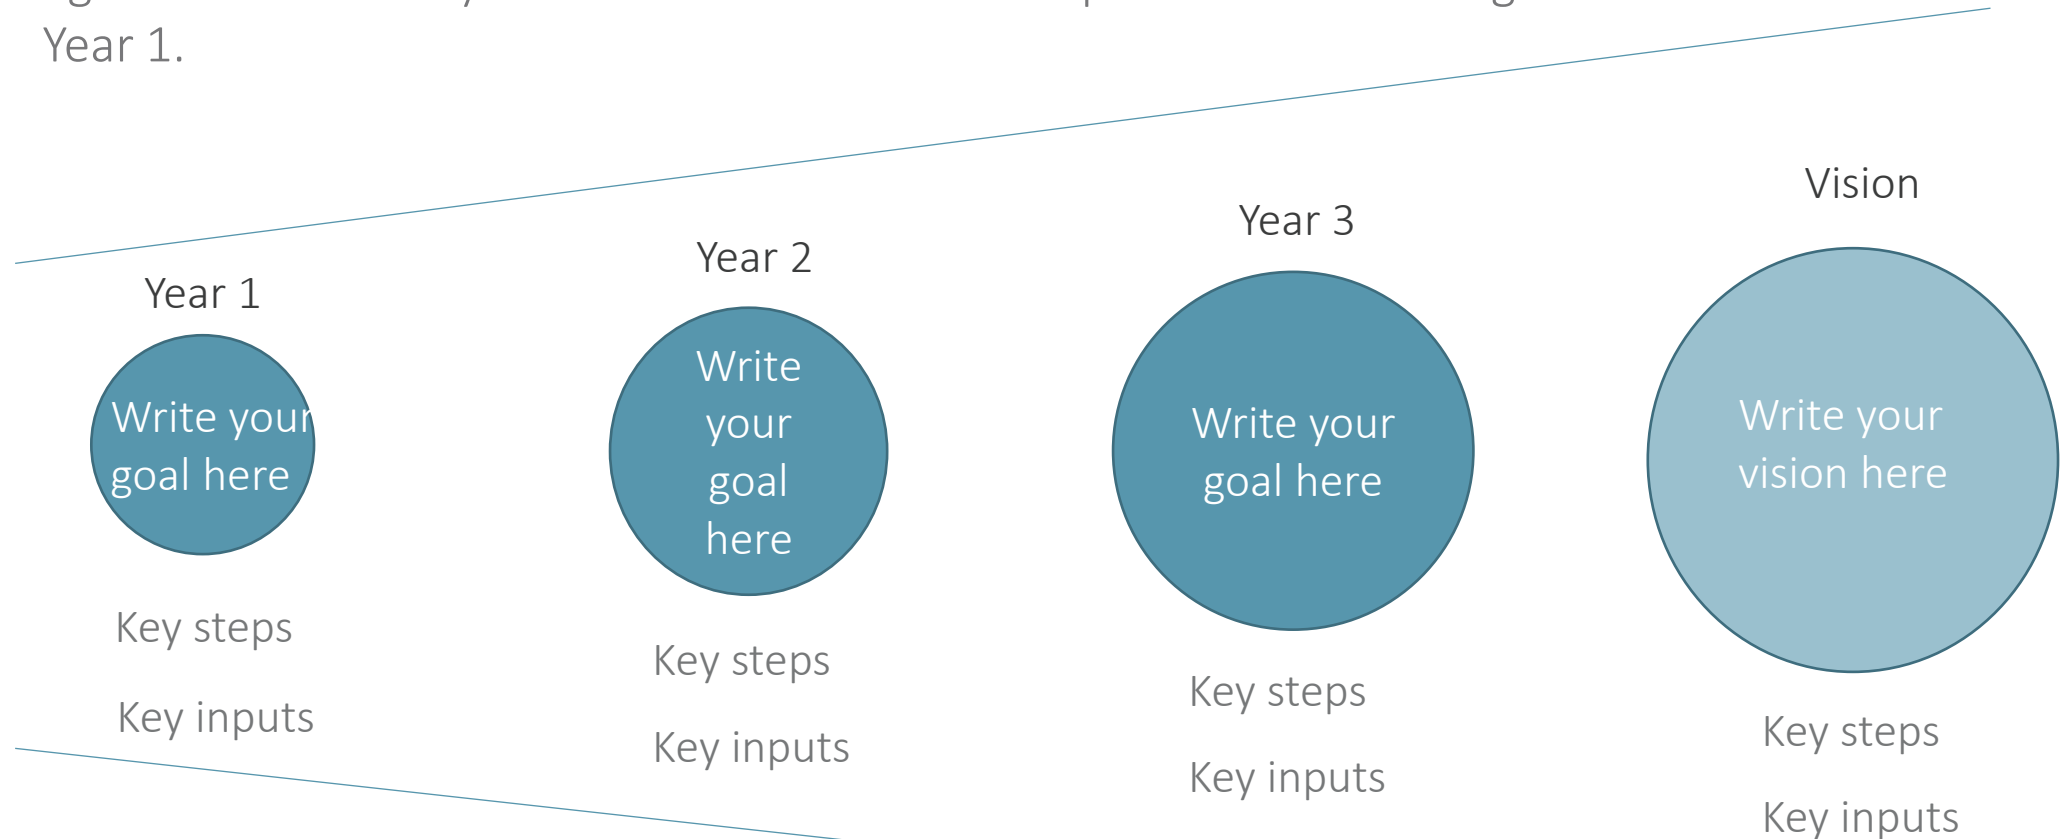 Year 1.
Vision
Year 3
Year 2
Year 1
Write your
goal here
Write
your
goal
here
Write your
goal here
Write your
vision here
Key steps
Key inputs
Key steps
Key inputs
Key steps
Key inputs
Key steps
Key inputs